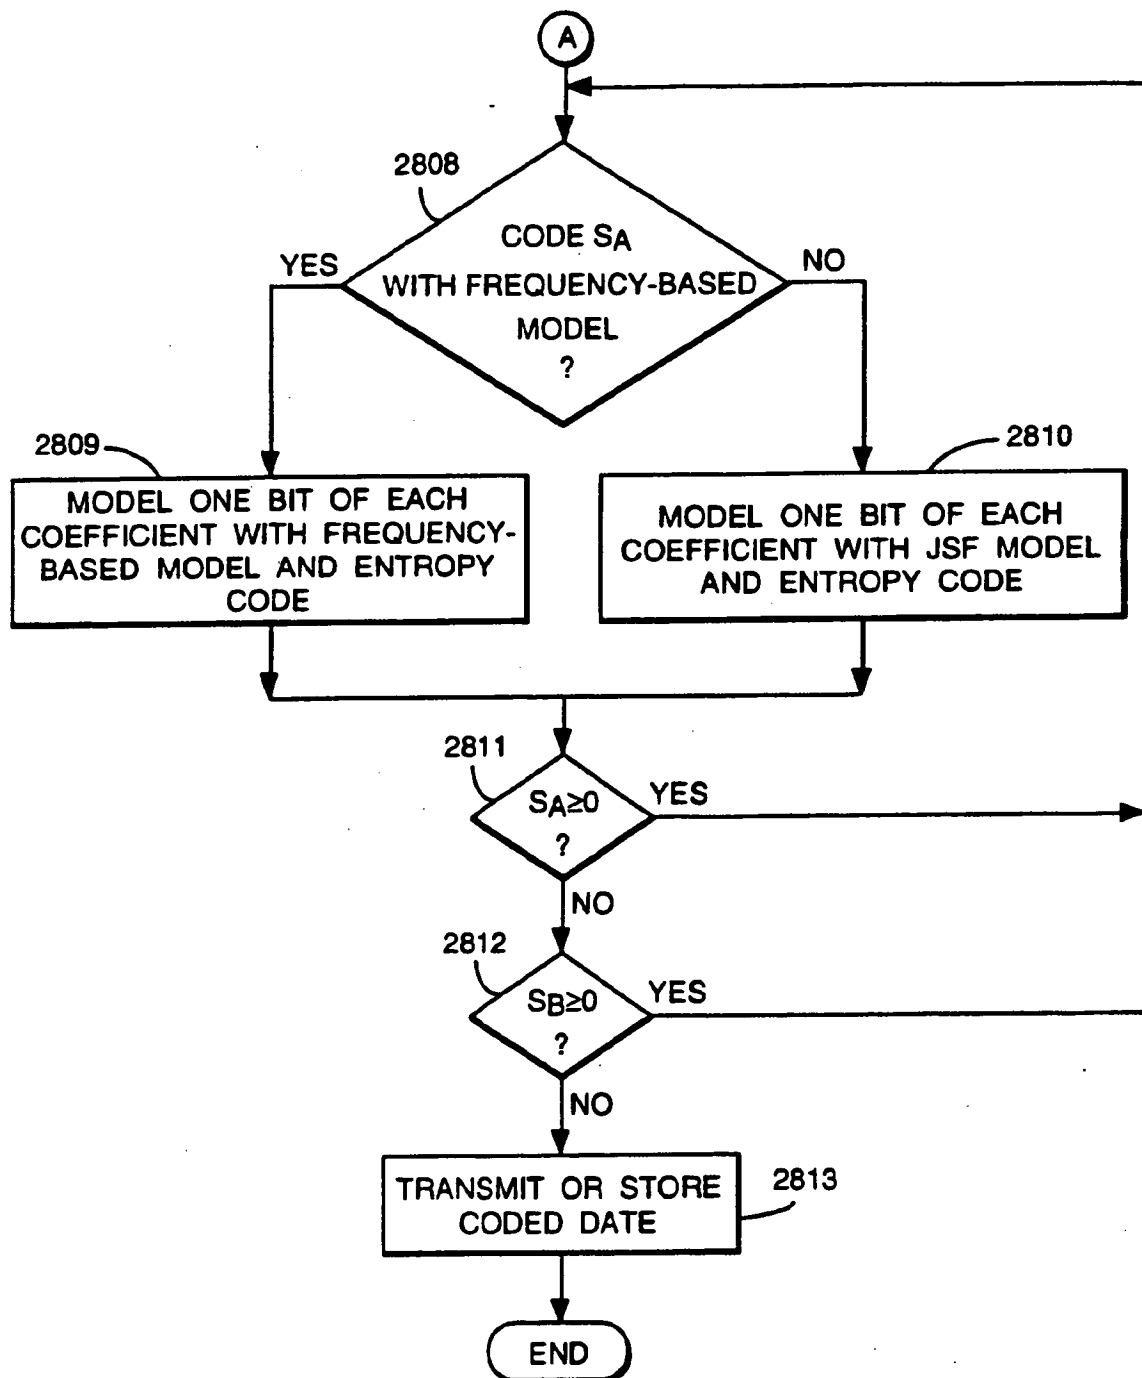 A
2808
CODE SA
WITH FREQUENCY-BASED
MODEL
?
YES
NO
2809
MODEL ONE BIT OF EACH
COEFFICIENT WITH FREQUENCY-
BASED MODEL AND ENTROPY
CODE
2810
MODEL ONE BIT OF EACH
COEFFICIENT WITH JSF MODEL
AND ENTROPY CODE
2811
SA≥0
?
YES
NO
2812
SB≥0
?
YES
NO
TRANSMIT OR STORE
CODED DATE
2813
END